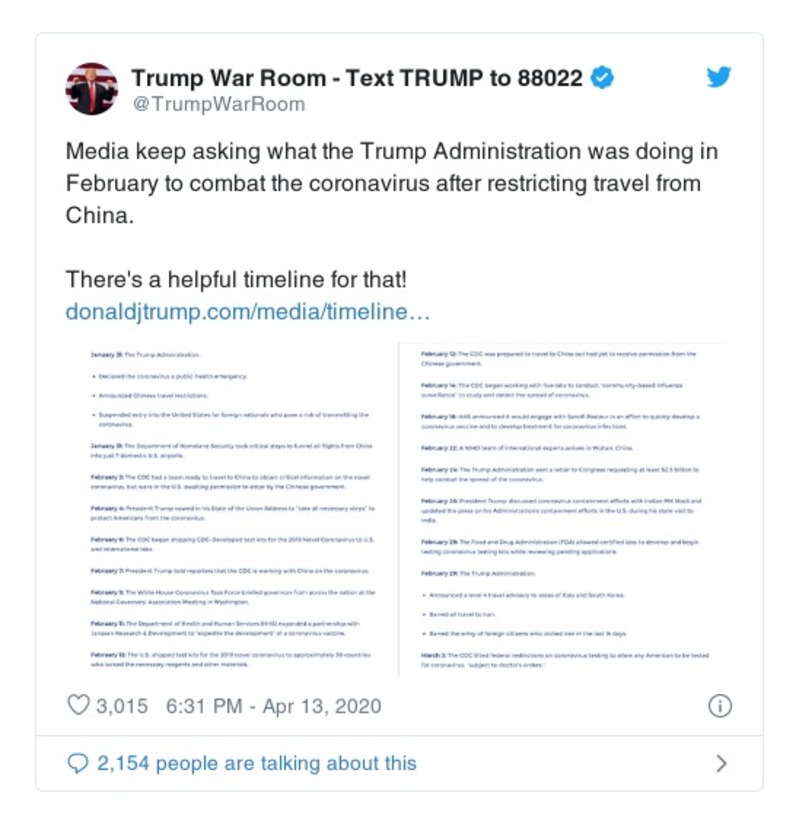 Trump War Room - Text TRUMP to 88022
@TrumpWarRoom
Media keep asking what the Trump Administration was doing in
February to combat the coronavirus after restricting travel from
China.
There's a helpful timeline for that!
donaldjtrump.com/media/timeline…
January 31: The Trump Administration:
• Declared the coronavirus a public health emergency.
• Announced Chinese travel restrictions.
• Suspended entry into the United States for foreign nationals who pose a risk of transmitting the
coronavirus.
January 31: The Department of Homeland Security took critical steps to funnel all flights from China
into just 7 domestic U.S. airports.
February 3: The CDC had a team ready to travel to China to obtain critical information on the novel
coronavirus, but were in the U.S. awaiting permission to enter by the Chinese government.
February 4: President Trump vowed in his State of the Union Address to "take all necessary steps" to
protect Americans from the coronavirus.
February 6: The CDC began shipping CDC-Developed test kits for the 2019 Novel Coronavirus to U.S.
and international labs.
February 7: President Trump told reporters that the CDC is working with China on the coronavirus.
February 9: The White House Coronavirus Task Force briefed governors from across the nation at the
National Governors' Association Meeting in Washington.
February 11: The Department of Health and Human Services (HHS) expanded a partnership with
Janssen Research & Development to "expedite the development" of a coronavirus vaccine.
February 12: The U.S. shipped test kits for the 2019 novel coronavirus to approximately 30 countries
who lacked the necessary reagents and other materials.
February 12: The CDC was prepared to travel to China but had yet to receive permission from the
Chinese government.
February 14: The CDC began working with five labs to conduct "community-based influenza
surveillance" to study and detect the spread of coronavirus.
February 18: HHS announced it would engage with Sanofi Pasteur in an effort to quickly develop a
coronavirus vaccine and to develop treatment for coronavirus infections.
February 22: A WHO team of international experts arrives in Wuhan, China.
February 24: The Trump Administration sent a letter to Congress requesting at least $2.5 billion to
help combat the spread of the coronavirus.
February 26: President Trump discussed coronavirus containment efforts with Indian PM Modi and
updated the press on his Administration's containment efforts in the U.S. during his state visit to
India.
February 29: The Food and Drug Administration (FDA) allowed certified labs to develop and begin
testing coronavirus testing kits while reviewing pending applications.
February 29: The Trump Administration:
• Announced a level 4 travel advisory to areas of Italy and South Korea.
• Barred all travel to Iran.
• Barred the entry of foreign citizens who visited Iran in the last 14 days.
March 3: The CDC lifted federal restrictions on coronavirus testing to allow any American to be tested
for coronavirus, "subject to doctor's orders."
3,015 6:31 PM - Apr 13, 2020
2,154 people are talking about this